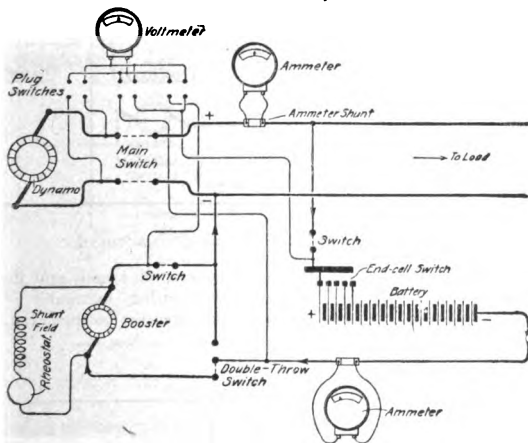 Voltmeter
Plug
Switches
Ammeter
Ammeter Shunt
+
Main
Switch
To Load
Dynamo
−
Switch
Switch
End-cell Switch
Battery
+
−
Shunt
Field
Rheostat
Booster
Double-Throw
Switch
Ammeter